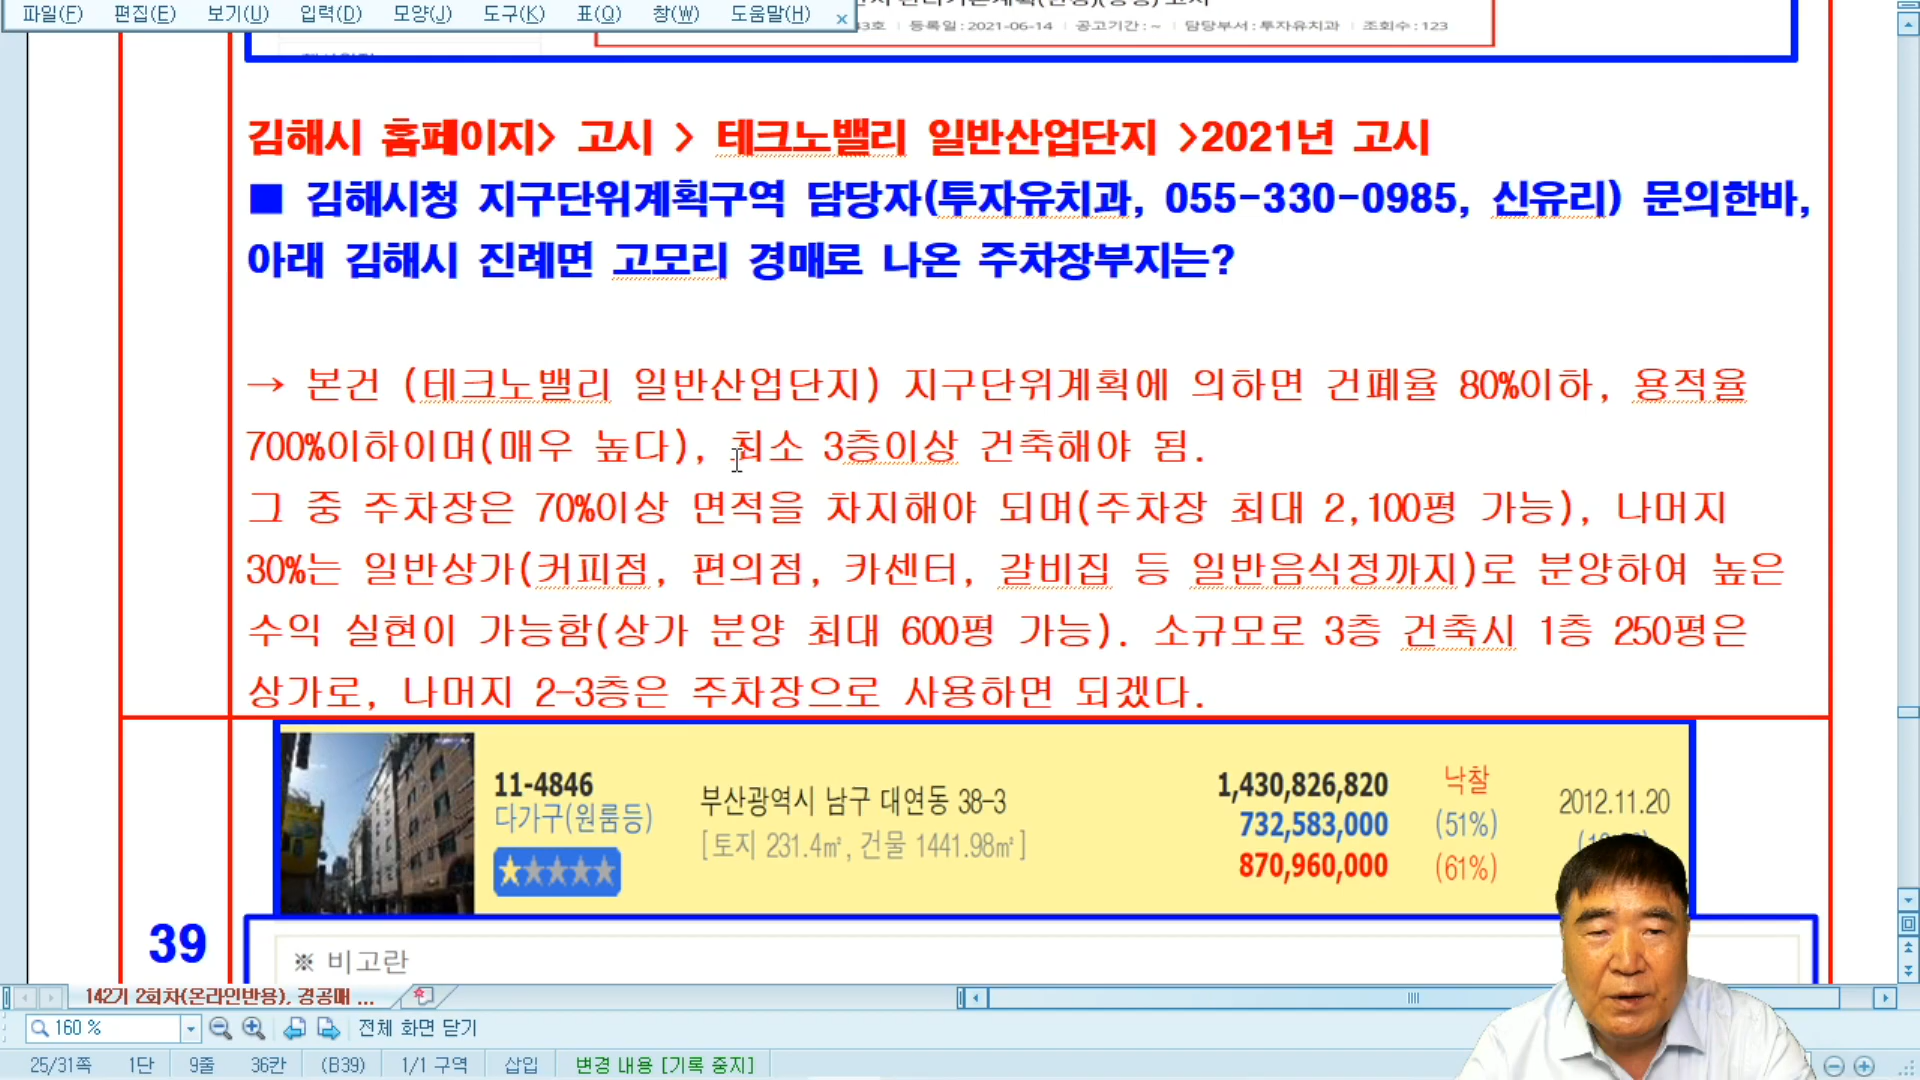 파일(F) 편집(E) 보기(U) 입력(D) 모양(J) 도구(K) 표(Q) 창(W) 도움말(H)
등록일 : 2021-06-14 공고기간 : ~ 담당부서 : 투자유치과 조회수 : 123
김해시 홈페이지> 고시 > 테크노밸리 일반산업단지 >2021년 고시
■ 김해시청 지구단위계획구역 담당자(투자유치과, 055-330-0985, 신유리) 문의한바,
아래 김해시 진례면 고모리 경매로 나온 주차장부지는?
→ 본건 (테크노밸리 일반산업단지) 지구단위계획에 의하면 건폐율 80%이하, 용적율
700%이하이며(매우 높다), 최소 3층이상 건축해야 됨.
그 중 주차장은 70%이상 면적을 차지해야 되며(주차장 최대 2,100평 가능), 나머지
30%는 일반상가(커피점, 편의점, 카센터, 갈비집 등 일반음식정까지)로 분양하여 높은
수익 실현이 가능함(상가 분양 최대 600평 가능). 소규모로 3층 건축시 1층 250평은
상가로, 나머지 2-3층은 주차장으로 사용하면 되겠다.
11-4846
다가구(원룸등)
부산광역시 남구 대연동 38-3
[토지 231.4㎡, 건물 1441.98㎡]
1,430,826,820
732,583,000
870,960,000
낙찰
(51%)
(61%)
2012.11.20
39
※ 비고란
142기 2회차(온라인반용), 경공매 ...
160 % 전체 화면 닫기
25/31쪽 1단 9줄 36칸 (B39) 1/1 구역 삽입 변경 내용 [기록 중지]